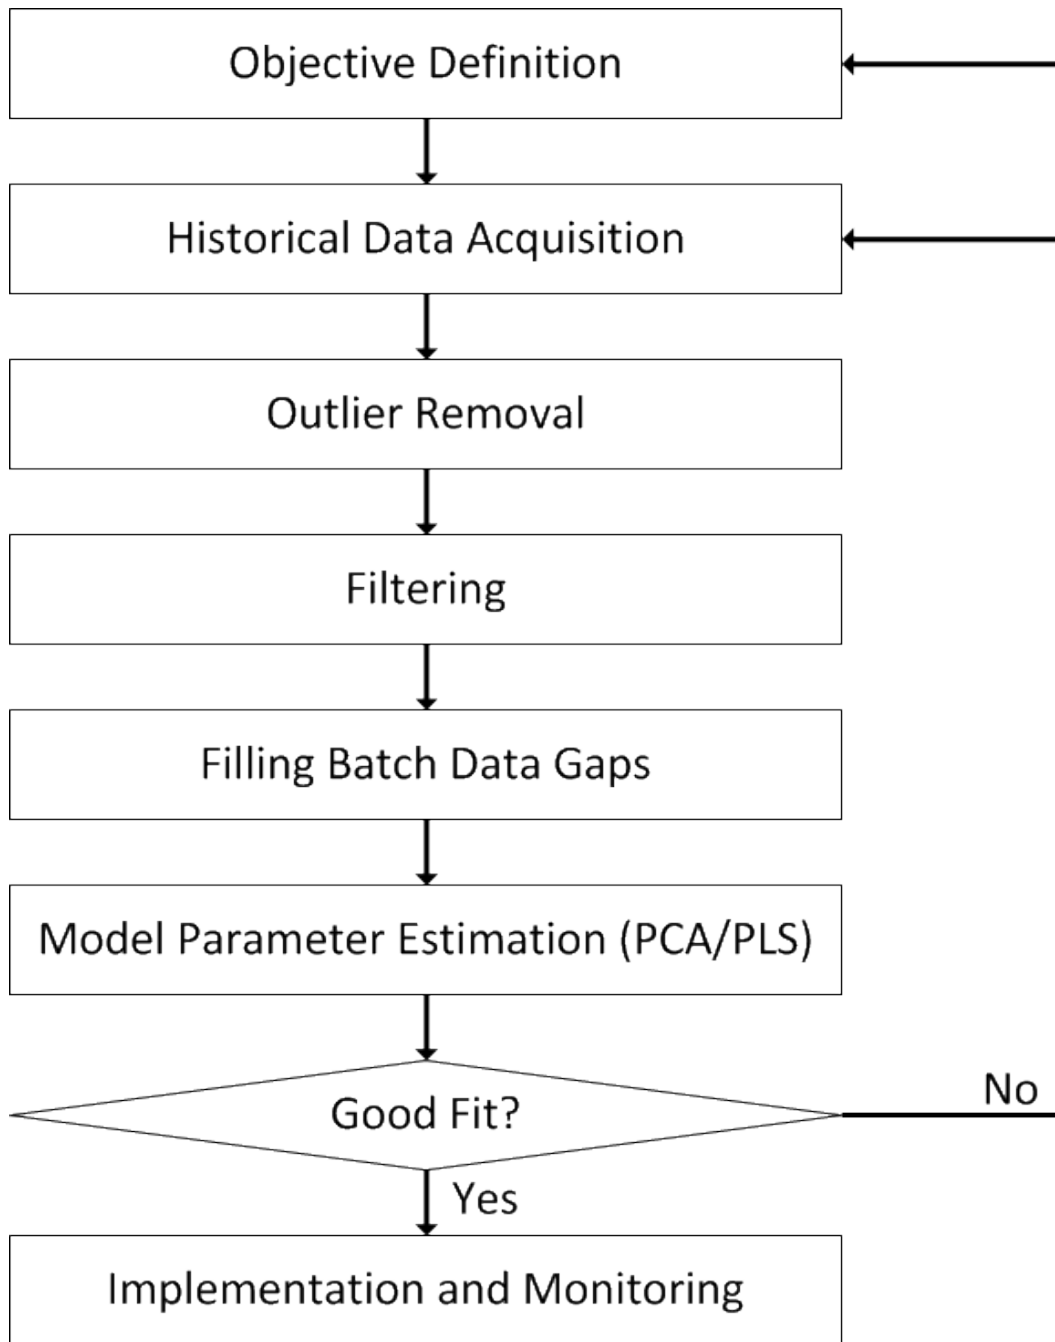 Objective Definition
Historical Data Acquisition
Outlier Removal
Filtering
Filling Batch Data Gaps
Model Parameter Estimation (PCA/PLS)
Good Fit?
No
Yes
Implementation and Monitoring